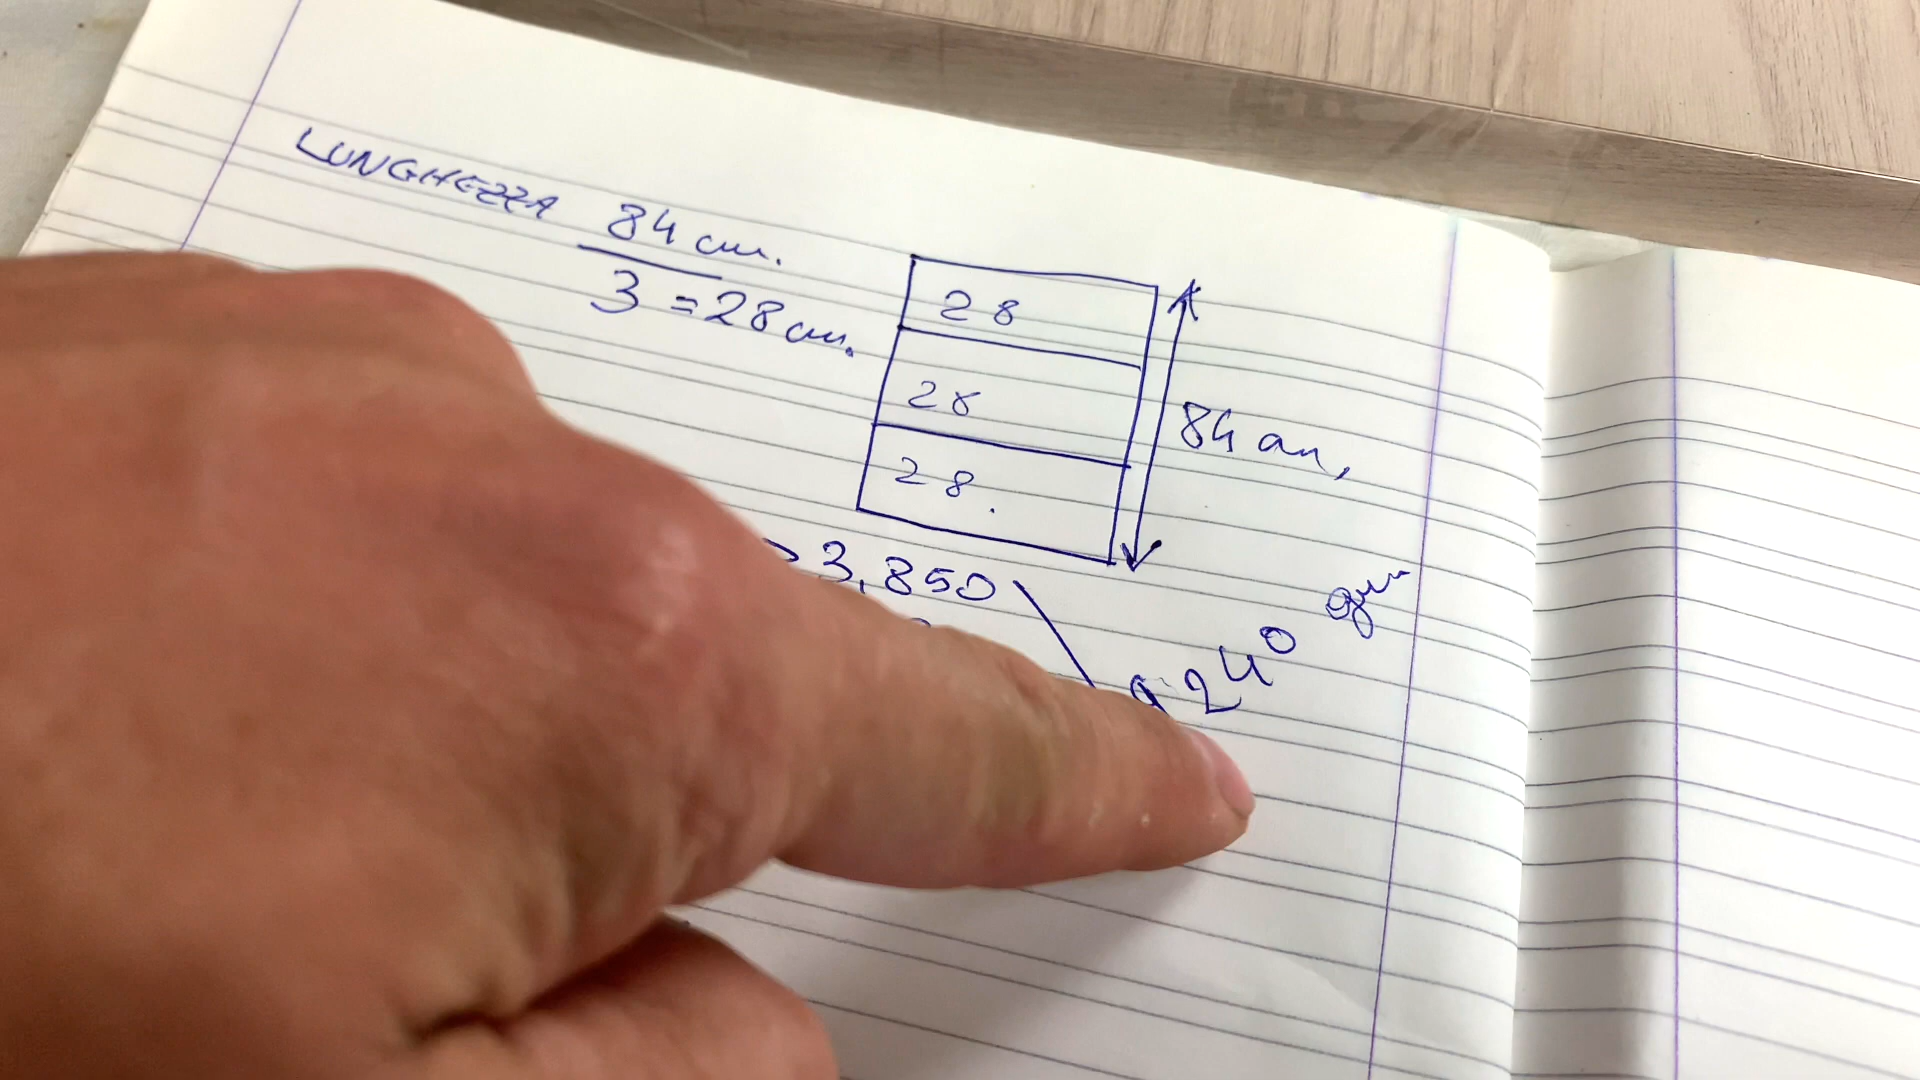 LUNGHEZZA 84 cm.
3 = 28 cm.
28
28
28.
84 cm,
3,850
240 gm